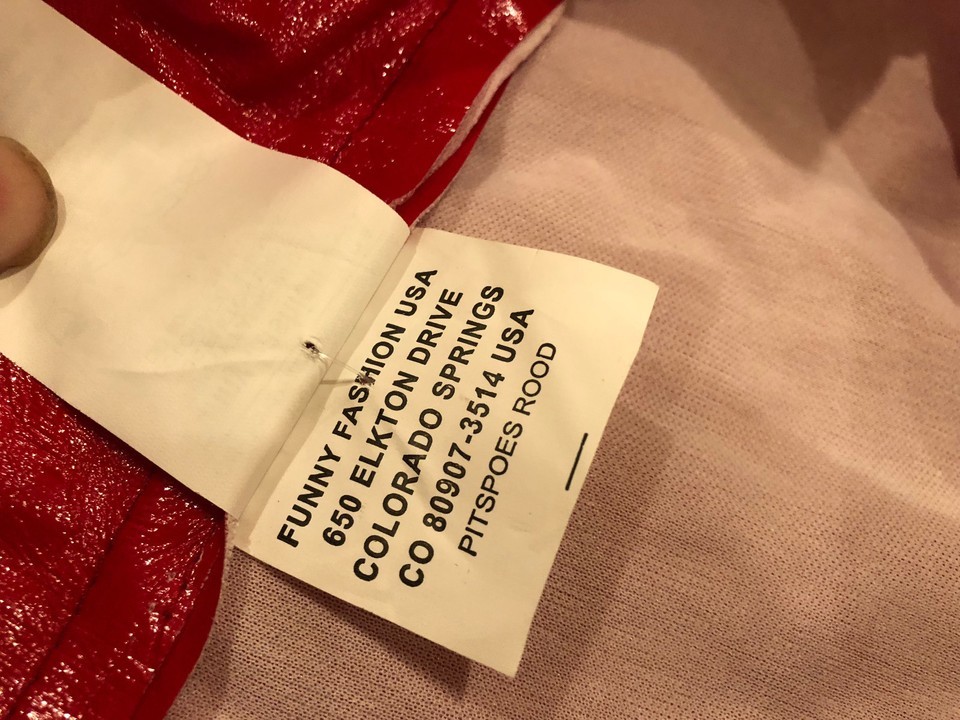 FUNNY FASHION USA
650 ELKTON DRIVE
COLORADO SPRINGS
CO 80907-3514 USA
PITSPOES ROOD